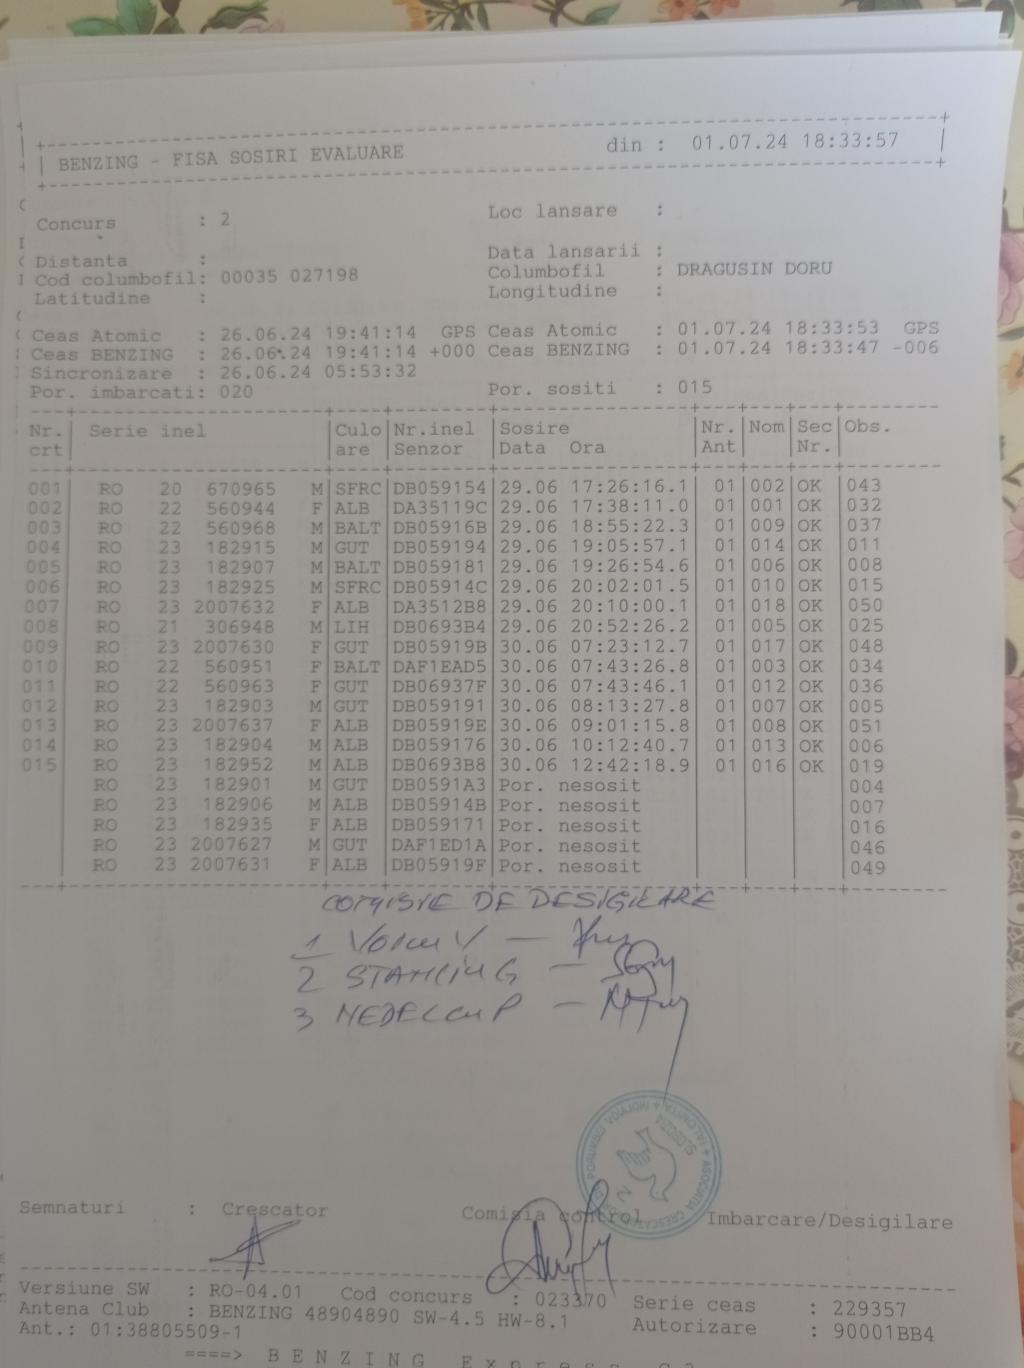 BENZING - FISA SOSIRI EVALUARE din : 01.07.24 18:33:57
Concurs : 2 Loc lansare :
Distanta : Data lansarii :
Cod columbofil: 00035 027198 Columbofil : DRAGUSIN DORU
Latitudine : Longitudine :
Ceas Atomic : 26.06.24 19:41:14 GPS Ceas Atomic : 01.07.24 18:33:53 GPS
Ceas BENZING : 26.06.24 19:41:14 +000 Ceas BENZING : 01.07.24 18:33:47 -006
Sincronizare : 26.06.24 05:53:32
Por. imbarcati: 020 Por. sositi : 015
Nr. Serie inel Culo Nr.inel Sosire Nr. Nom Sec Obs.
crt are Senzor Data Ora Ant Nr.
001 RO 20 670965 M SFRC DB059154 29.06 17:26:16.1 01 002 OK 043
002 RO 22 560944 F ALB DA35119C 29.06 17:38:11.0 01 001 OK 032
003 RO 22 560968 M BALT DB05916B 29.06 18:55:22.3 01 009 OK 037
004 RO 23 182915 M GUT DB059194 29.06 19:05:57.1 01 014 OK 011
005 RO 23 182907 M BALT DB059181 29.06 19:26:54.6 01 006 OK 008
006 RO 23 182925 M SFRC DB05914C 29.06 20:02:01.5 01 010 OK 015
007 RO 23 2007632 F ALB DA3512B8 29.06 20:10:00.1 01 018 OK 050
008 RO 21 306948 M LIH DB0693B4 29.06 20:52:26.2 01 005 OK 025
009 RO 23 2007630 F GUT DB05919B 30.06 07:23:12.7 01 017 OK 048
010 RO 22 560951 F BALT DAF1EAD5 30.06 07:43:26.8 01 003 OK 034
011 RO 22 560963 F GUT DB06937F 30.06 07:43:46.1 01 012 OK 036
012 RO 23 182903 M GUT DB059191 30.06 08:13:27.8 01 007 OK 005
013 RO 23 2007637 F ALB DB05919E 30.06 09:01:15.8 01 008 OK 051
014 RO 23 182904 M ALB DB059176 30.06 10:12:40.7 01 013 OK 006
015 RO 23 182952 M ALB DB0693B8 30.06 12:42:18.9 01 016 OK 019
RO 23 182901 M GUT DB0591A3 Por. nesosit 004
RO 23 182906 M ALB DB05914B Por. nesosit 007
RO 23 182935 F ALB DB059171 Por. nesosit 016
RO 23 2007627 M GUT DAF1ED1A Por. nesosit 046
RO 23 2007631 F ALB DB05919F Por. nesosit 049
COMISIE DE DESIGILARE
1 V
2 STANCIU G
3 NEDELCU P
SLOBOZIA
Semnaturi : Crescator Comisia control Imbarcare/Desigilare
Versiune SW : RO-04.01 Cod concurs : 023370 Serie ceas : 229357
Antena Club : BENZING 48904890 SW-4.5 HW-8.1 Autorizare : 90001BB4
Ant.: 01:38805509-1
====> BENZING Express